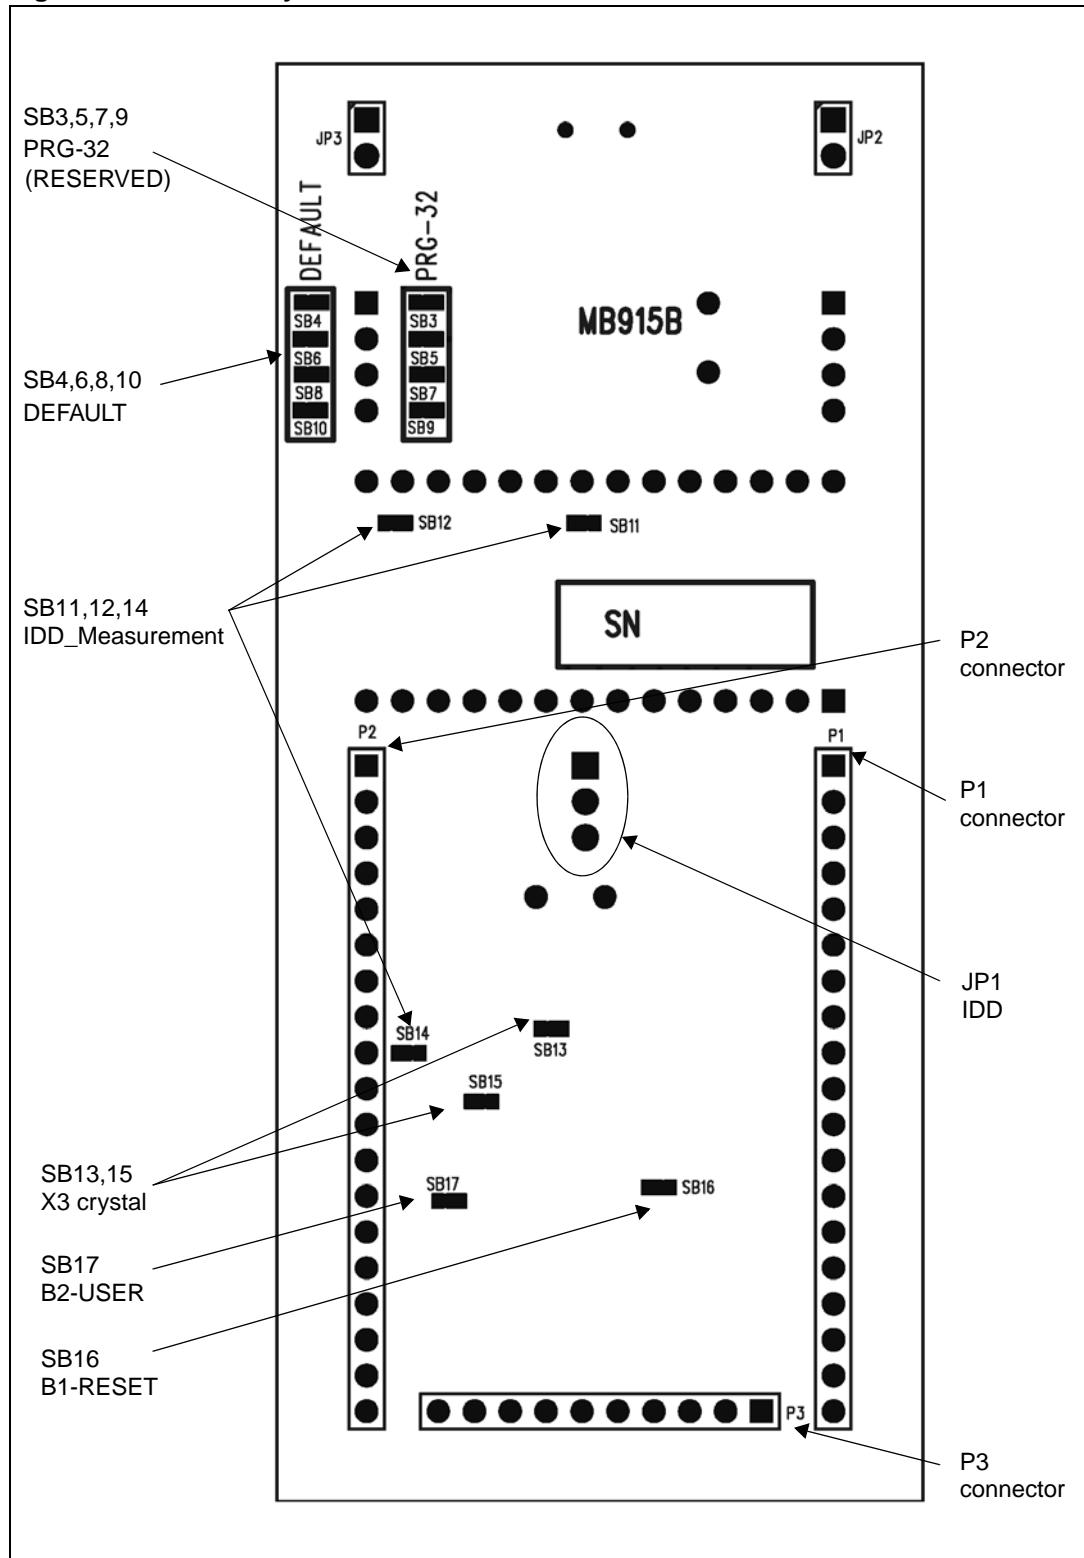 SB3,5,7,9
PRG-32
(RESERVED)
JP3
JP2
DEFAULT
PRG-32
SB4
SB6
SB8
SB10
SB3
SB5
SB7
SB9
MB915B
SB4,6,8,10
DEFAULT
SB12
SB11
SB11,12,14
IDD_Measurement
SN
P2
connector
P2
P1
P1
connector
JP1
IDD
SB14
SB13
SB15
SB13,15
X3 crystal
SB17
SB16
SB17
B2-USER
SB16
B1-RESET
P3
P3
connector